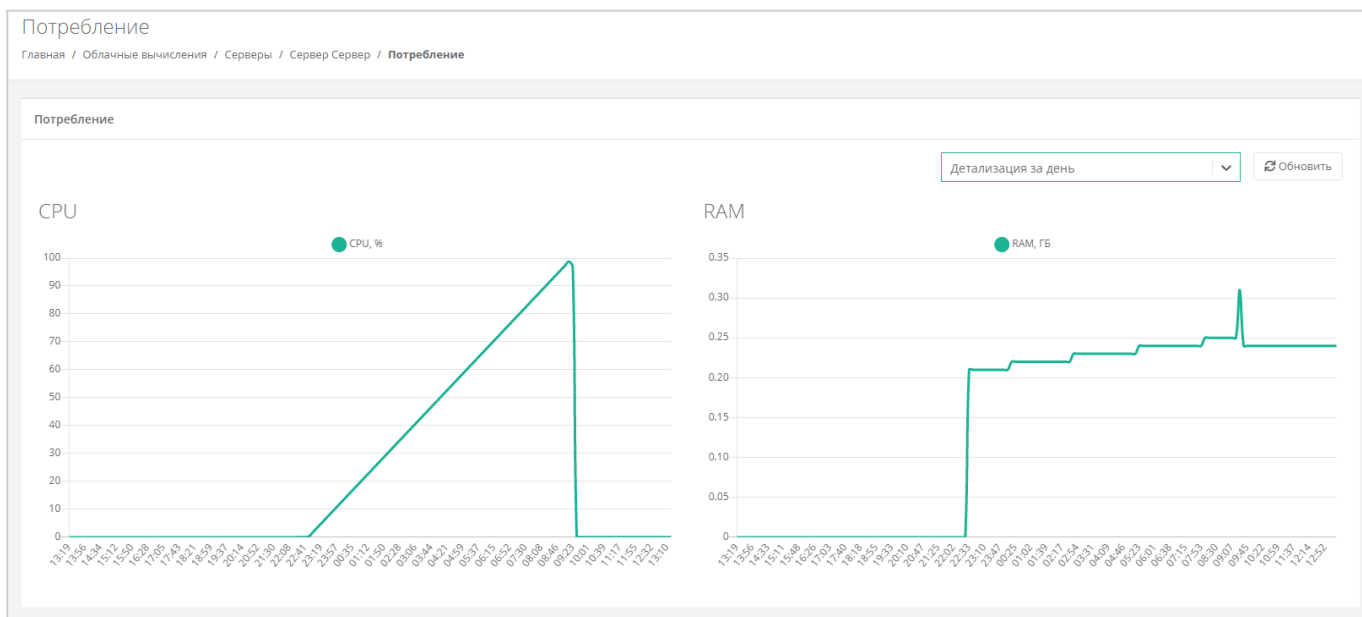 Потребление
Главная / Облачные вычисления / Серверы / Сервер Сервер / Потребление
Потребление
Детализация за день
Обновить
CPU
CPU, %
100
90
80
70
60
50
40
30
20
10
0
13:19 13:56 14:34 15:12 15:50 16:28 17:05 17:43 18:21 18:59 19:37 20:14 20:52 21:30 22:08 22:41 23:19 23:57 00:35 01:12 01:50 02:28 03:06 03:44 04:21 04:59 05:37 06:15 06:52 07:30 08:08 08:46 09:23 10:01 10:39 11:17 11:55 12:32 13:10
RAM
RAM, ГБ
0.35
0.30
0.25
0.20
0.15
0.10
0.05
0
13:19 13:56 14:33 15:11 15:48 16:26 17:03 17:40 18:18 18:55 19:33 20:10 20:47 21:25 22:02 22:33 23:10 23:47 00:25 01:02 01:39 02:17 02:54 03:31 04:09 04:46 05:23 06:01 06:38 07:15 07:53 08:30 09:07 09:45 10:22 10:59 11:37 12:14 12:52